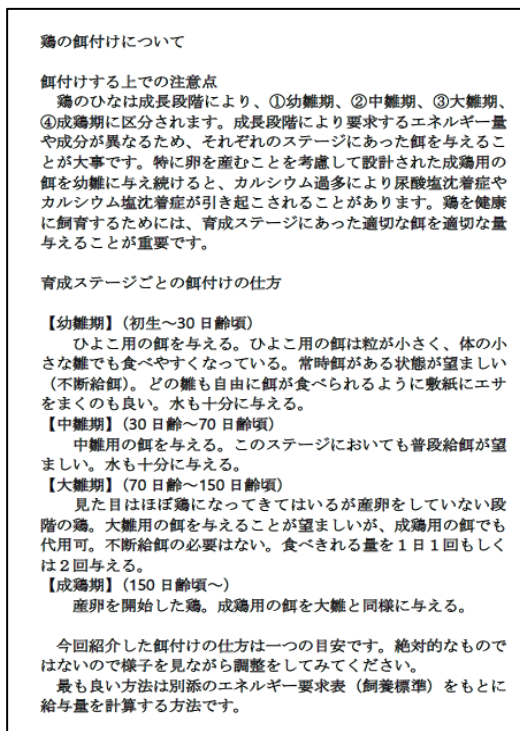 鶏の餌付けについて
餌付けする上での注意点
鶏のひなは成長段階により、①幼雛期、②中雛期、③大雛期、
④成鶏期に区分されます。成長段階により要求するエネルギー量
や成分が異なるため、それぞれのステージにあった餌を与えるこ
とが大事です。特に卵を産むことを考慮して設計された成鶏用の
餌を幼雛に与え続けると、カルシウム過多により尿酸塩沈着症や
カルシウム塩沈着症が引き起こされることがあります。鶏を健康
に飼育するためには、育成ステージにあった適切な餌を適切な量
与えることが重要です。
育成ステージごとの餌付けの仕方
【幼雛期】（初生～30 日齢頃）
ひよこ用の餌を与える。ひよこ用の餌は粒が小さく、体の小
さな雛でも食べやすくなっている。常時餌がある状態が望ましい
（不断給餌）。どの雛も自由に餌が食べられるように敷紙にエサ
をまくのも良い。水も十分に与える。
【中雛期】（30 日齢～70 日齢頃）
中雛用の餌を与える。このステージにおいても普段給餌が望
ましい。水も十分に与える。
【大雛期】（70 日齢～150 日齢頃）
見た目はほぼ鶏になってきてはいるが産卵をしていない段
階の鶏。大雛用の餌を与えることが望ましいが、成鶏用の餌でも
代用可。不断給餌の必要はない。食べきれる量を１日１回もしく
は２回与える。
【成鶏期】（150 日齢頃～）
産卵を開始した鶏。成鶏用の餌を大雛と同様に与える。
今回紹介した餌付けの仕方は一つの目安です。絶対的なもので
はないので様子を見ながら調整をしてみてください。
最も良い方法は別添のエネルギー要求表（飼養標準）をもとに
給与量を計算する方法です。